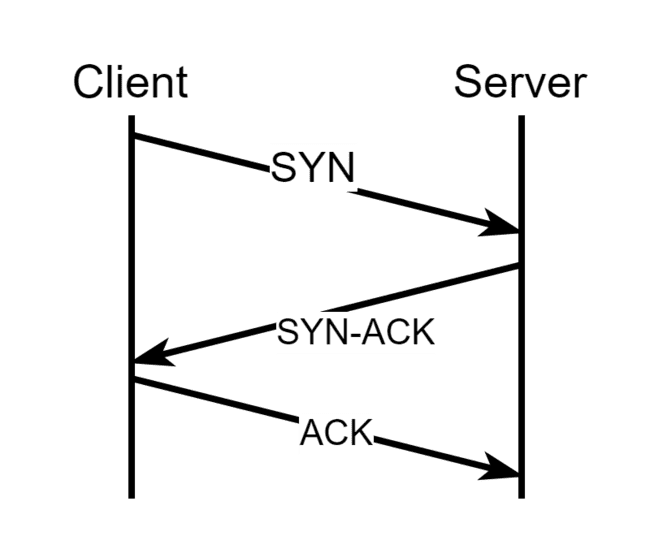 Client
Server
SYN
SYN-ACK
ACK